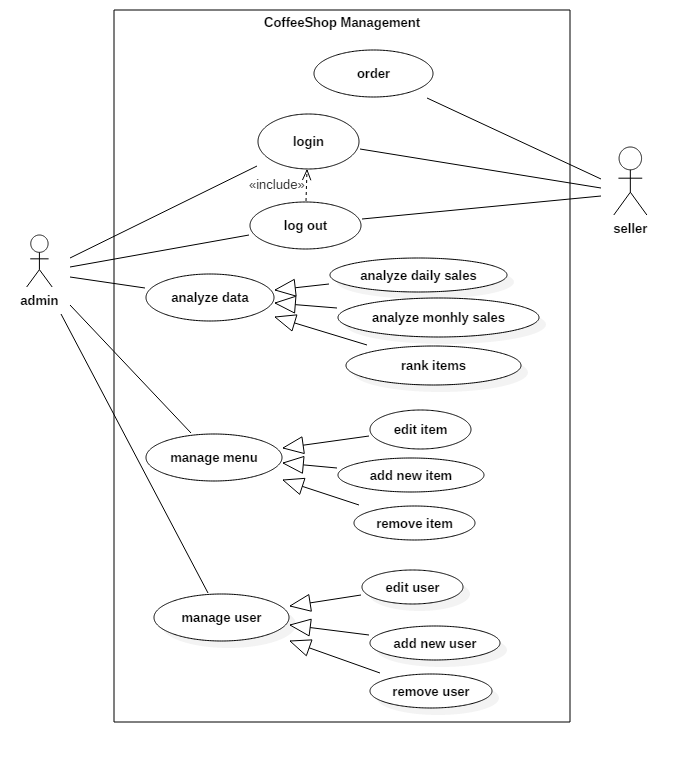 CoffeeShop Management
order
login
«include»
log out
seller
admin
analyze data
analyze daily sales
analyze monhly sales
rank items
manage menu
edit item
add new item
remove item
manage user
edit user
add new user
remove user